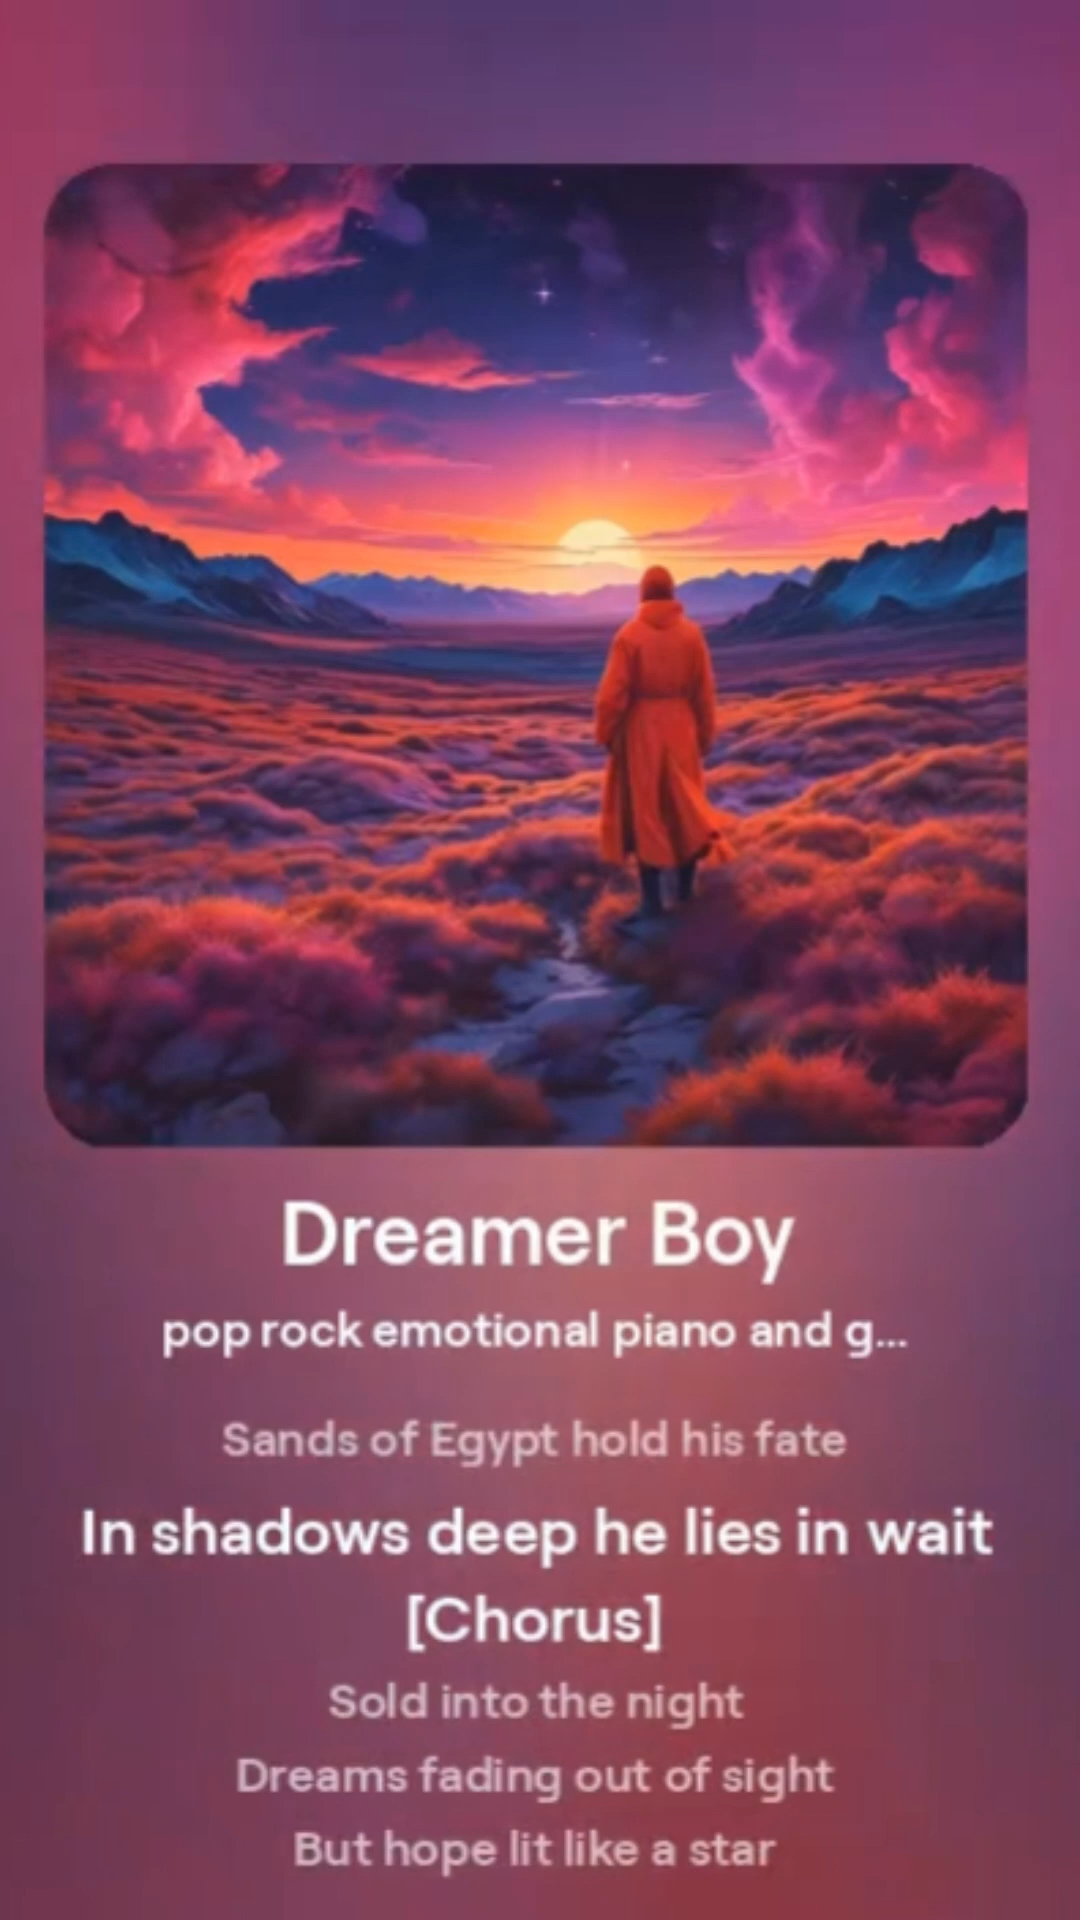 Dreamer Boy
pop rock emotional piano and g...
Sands of Egypt hold his fate
In shadows deep he lies in wait
[Chorus]
Sold into the night
Dreams fading out of sight
But hope lit like a star